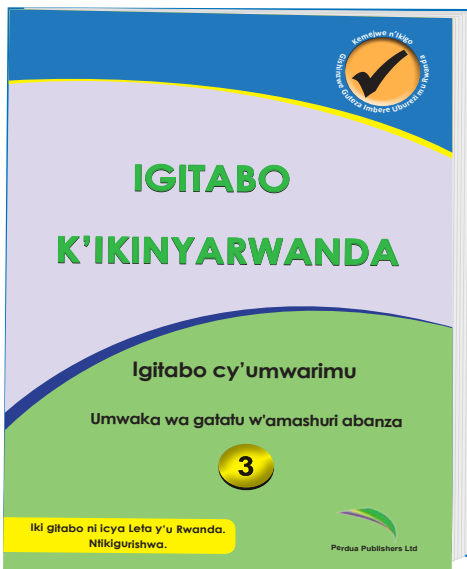 Kemejwe n'Ikigo
Gishinzwe Guteza Imbere Uburezi mu Rwanda
IGITABO
K'IKINYARWANDA
Igitabo cy'umwarimu
Umwaka wa gatatu w'amashuri abanza
3
Iki gitabo ni icya Leta y'u Rwanda.
Ntikigurishwa.
Perdua Publishers Ltd